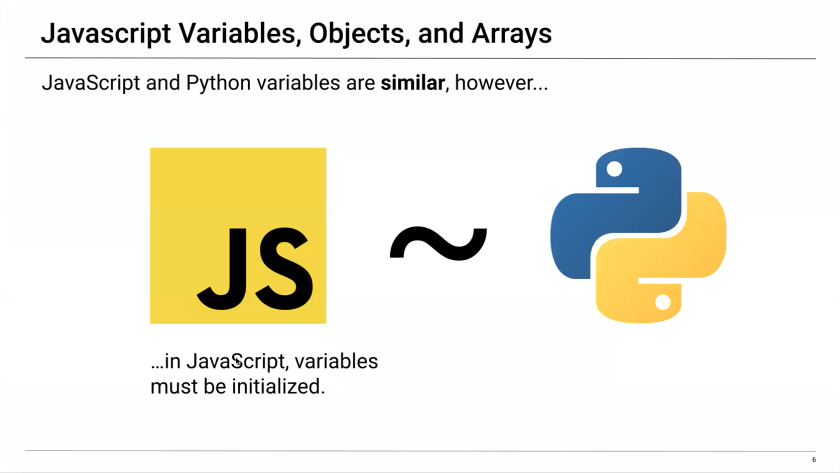 Javascript Variables, Objects, and Arrays
JavaScript and Python variables are similar, however...
JS
~
...in JavaScript, variables
must be initialized.
6